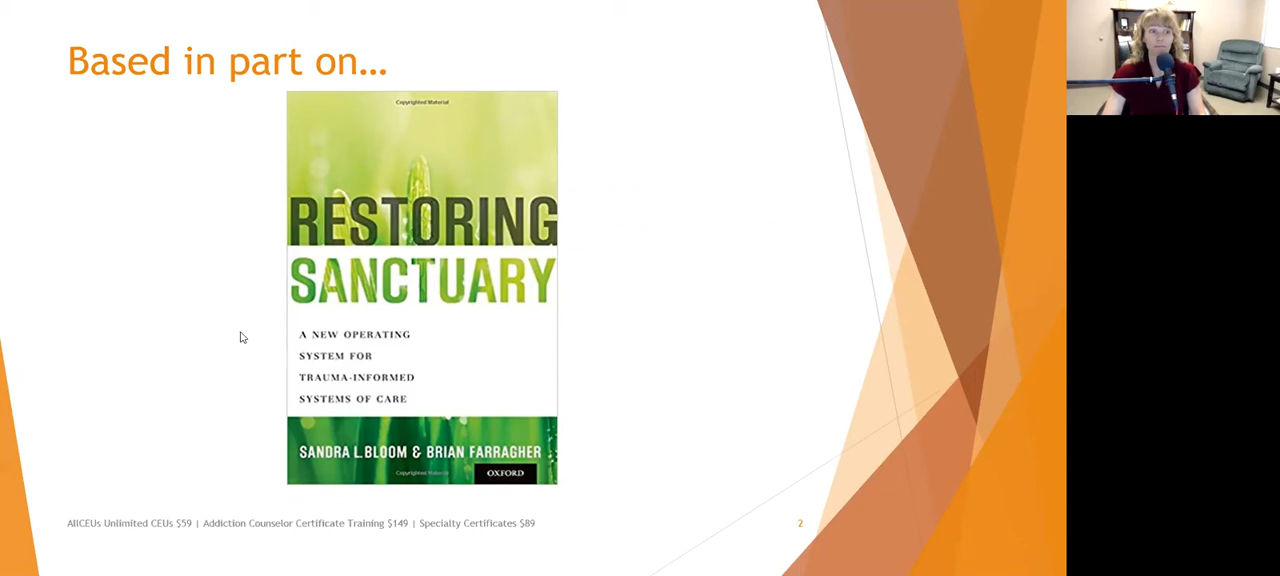 Based in part on...
Copyrighted Material
RESTORING
SANCTUARY
A NEW OPERATING
SYSTEM FOR
TRAUMA-INFORMED
SYSTEMS OF CARE
SANDRA L. BLOOM & BRIAN FARRAGHER
Copyrighted Material
OXFORD
AllCEUs Unlimited CEUs $59 | Addiction Counselor Certificate Training $149 | Specialty Certificates $89
2